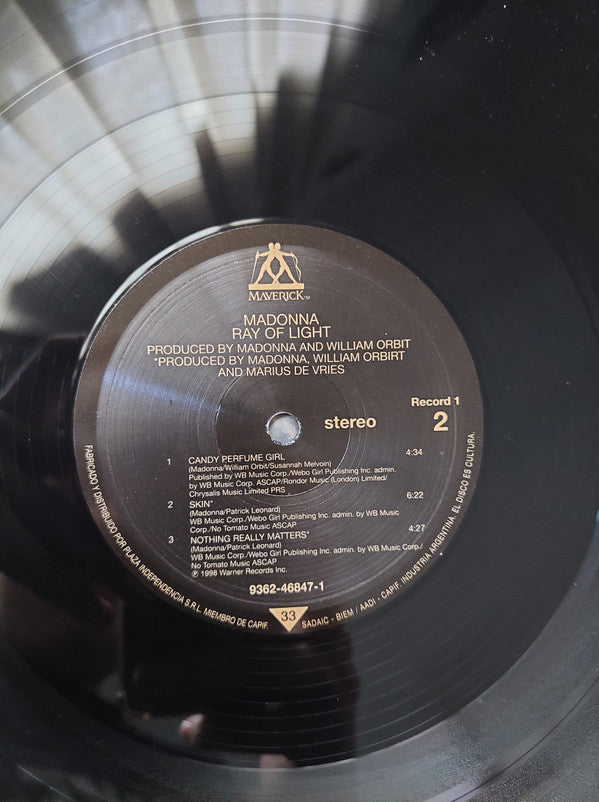 MAVERICK™
MADONNA
RAY OF LIGHT
PRODUCED BY MADONNA AND WILLIAM ORBIT
*PRODUCED BY MADONNA, WILLIAM ORBIRT
AND MARIUS DE VRIES
stereo
Record 1
2
1 CANDY PERFUME GIRL 4:34
(Madonna/William Orbit/Susannah Melvoin)
Published by WB Music Corp./Webo Girl Publishing Inc. admin.
by WB Music Corp. ASCAP/Rondor Music (London) Limited/
Chrysalis Music Limited PRS
2 SKIN* 6:22
(Madonna/Patrick Leonard)
WB Music Corp./Webo Girl Publishing Inc. admin. by WB Music
Corp./No Tomato Music ASCAP
3 NOTHING REALLY MATTERS* 4:27
(Madonna/Patrick Leonard)
WB Music Corp./Webo Girl Publishing Inc. admin. by WB Music Corp./
No Tomato Music ASCAP
℗ 1998 Warner Records Inc.
9362-46847-1
33
FABRICADO Y DISTRIBUIDO POR PLAZA INDEPENDENCIA S.R.L. MIEMBRO DE CAPIF.
SADAIC - BIEM / AADI - CAPIF. INDUSTRIA ARGENTINA. EL DISCO ES CULTURA.